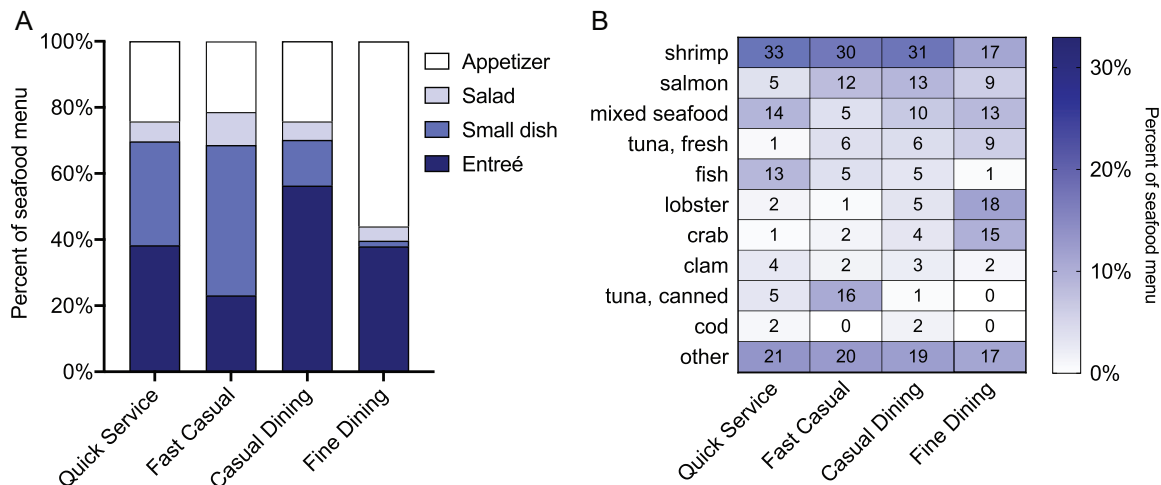 A
Percent of seafood menu
100%
80%
60%
40%
20%
0%
Quick Service
Fast Casual
Casual Dining
Fine Dining
Appetizer
Salad
Small dish
Entreé
B
shrimp 33 30 31 17
salmon 5 12 13 9
mixed seafood 14 5 10 13
tuna, fresh 1 6 6 9
fish 13 5 5 1
lobster 2 1 5 18
crab 1 2 4 15
clam 4 2 3 2
tuna, canned 5 16 1 0
cod 2 0 2 0
other 21 20 19 17
Quick Service
Fast Casual
Casual Dining
Fine Dining
30%
20%
10%
0%
Percent of seafood menu